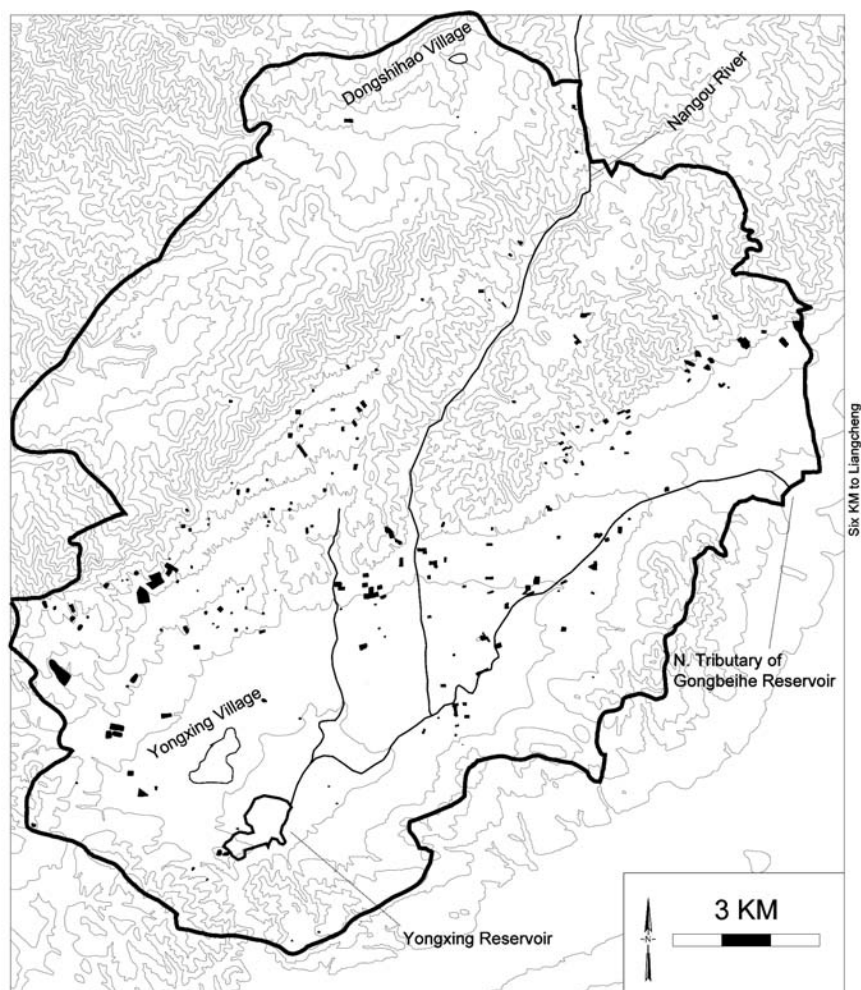 Dongshihao Village
Nangou River
Six KM to Liangcheng
N. Tributary of
Gongbeihe Reservoir
Yongxing Village
Yongxing Reservoir
3 KM
N